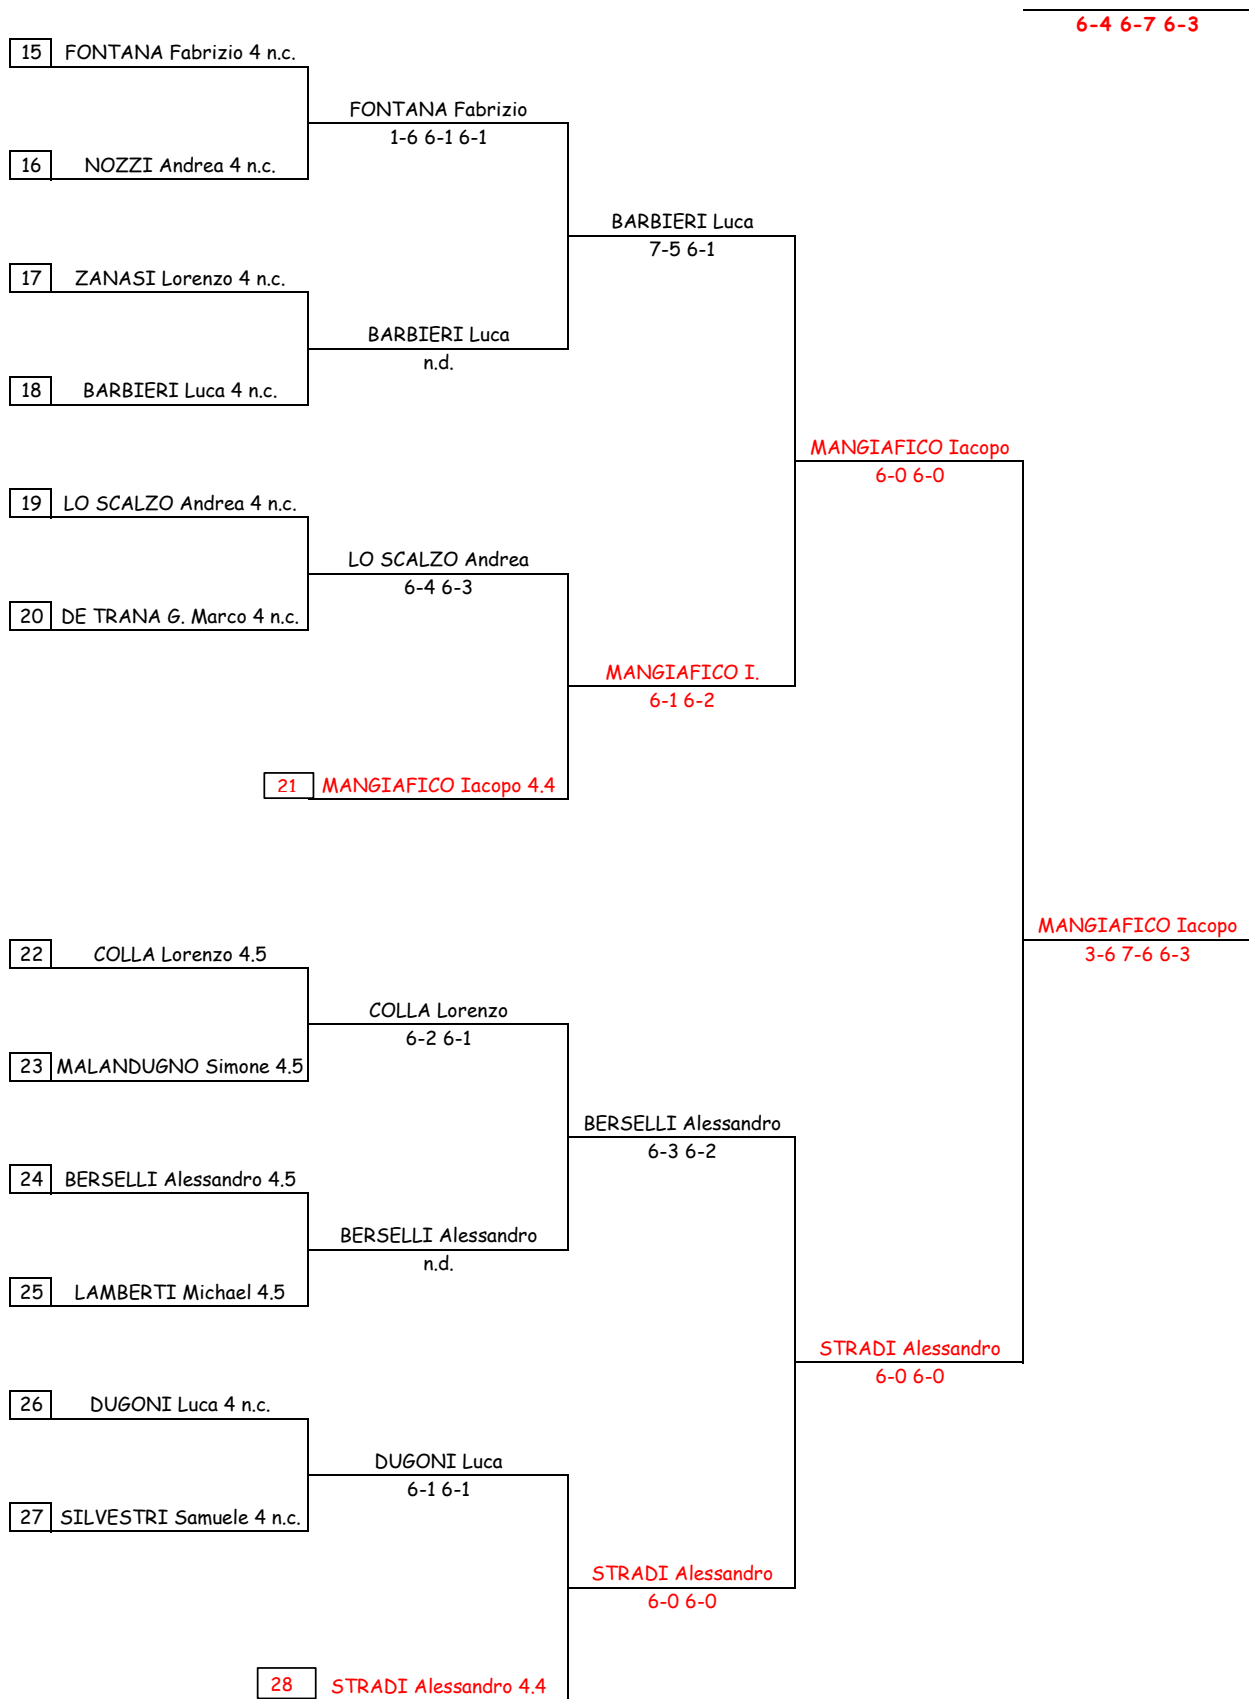 6-4 6-7 6-3
15 FONTANA Fabrizio 4 n.c.
FONTANA Fabrizio
1-6 6-1 6-1
16 NOZZI Andrea 4 n.c.
BARBIERI Luca
7-5 6-1
17 ZANASI Lorenzo 4 n.c.
BARBIERI Luca
n.d.
18 BARBIERI Luca 4 n.c.
MANGIAFICO Iacopo
6-0 6-0
19 LO SCALZO Andrea 4 n.c.
LO SCALZO Andrea
6-4 6-3
20 DE TRANA G. Marco 4 n.c.
MANGIAFICO I.
6-1 6-2
21 MANGIAFICO Iacopo 4.4
MANGIAFICO Iacopo
3-6 7-6 6-3
22 COLLA Lorenzo 4.5
COLLA Lorenzo
6-2 6-1
23 MALANDUGNO Simone 4.5
BERSELLI Alessandro
6-3 6-2
24 BERSELLI Alessandro 4.5
BERSELLI Alessandro
n.d.
25 LAMBERTI Michael 4.5
STRADI Alessandro
6-0 6-0
26 DUGONI Luca 4 n.c.
DUGONI Luca
6-1 6-1
27 SILVESTRI Samuele 4 n.c.
STRADI Alessandro
6-0 6-0
28 STRADI Alessandro 4.4